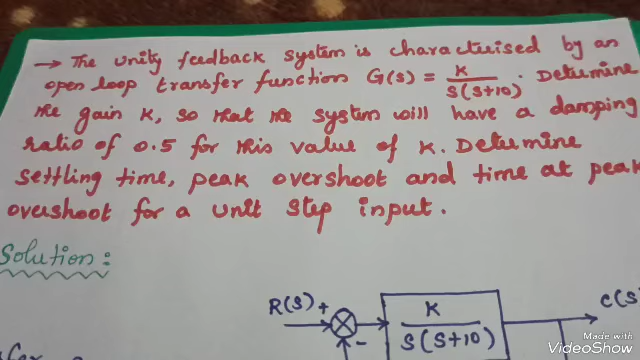 → The unity feedback system is characterised by an
open loop transfer function G(s) = K / S(S+10) . Determine
the gain K, so that the system will have a damping
ratio of 0.5 for this value of K. Determine
settling time, peak overshoot and time at peak
overshoot for a unit step input.
Solution:
R(S) +
K / S(S+10)
C(S)
-
Made with
VideoShow